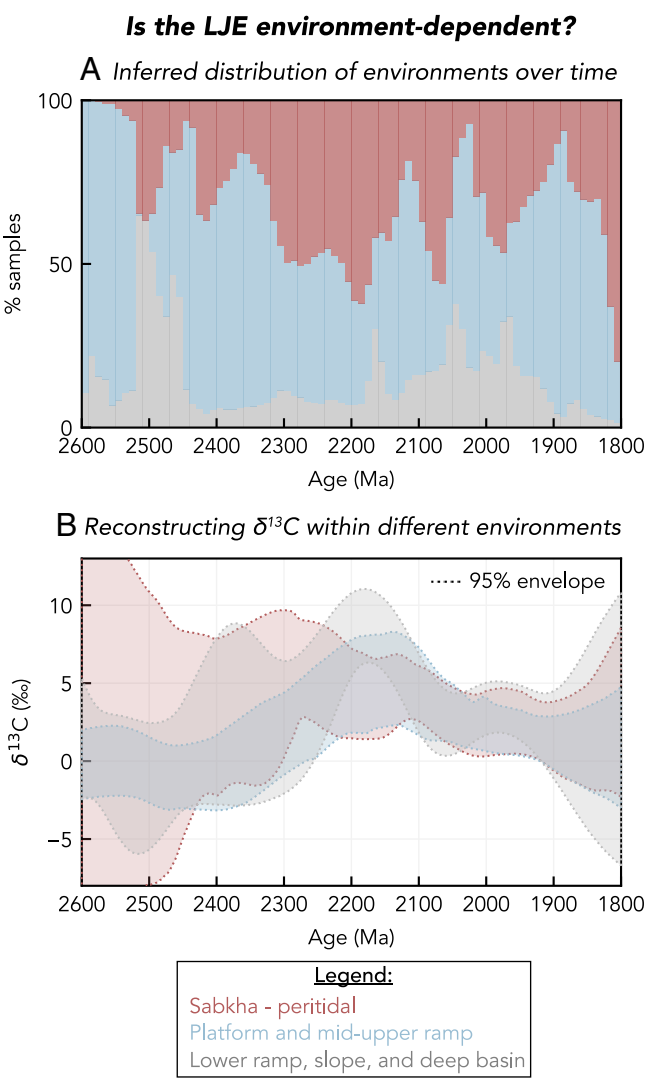 Is the LJE environment-dependent?
A Inferred distribution of environments over time
100
50
0
% samples
2600 2500 2400 2300 2200 2100 2000 1900 1800
Age (Ma)
B Reconstructing δ¹³C within different environments
95% envelope
10
5
0
−5
δ¹³C (‰)
2600 2500 2400 2300 2200 2100 2000 1900 1800
Age (Ma)
Legend:
Sabkha - peritidal
Platform and mid-upper ramp
Lower ramp, slope, and deep basin